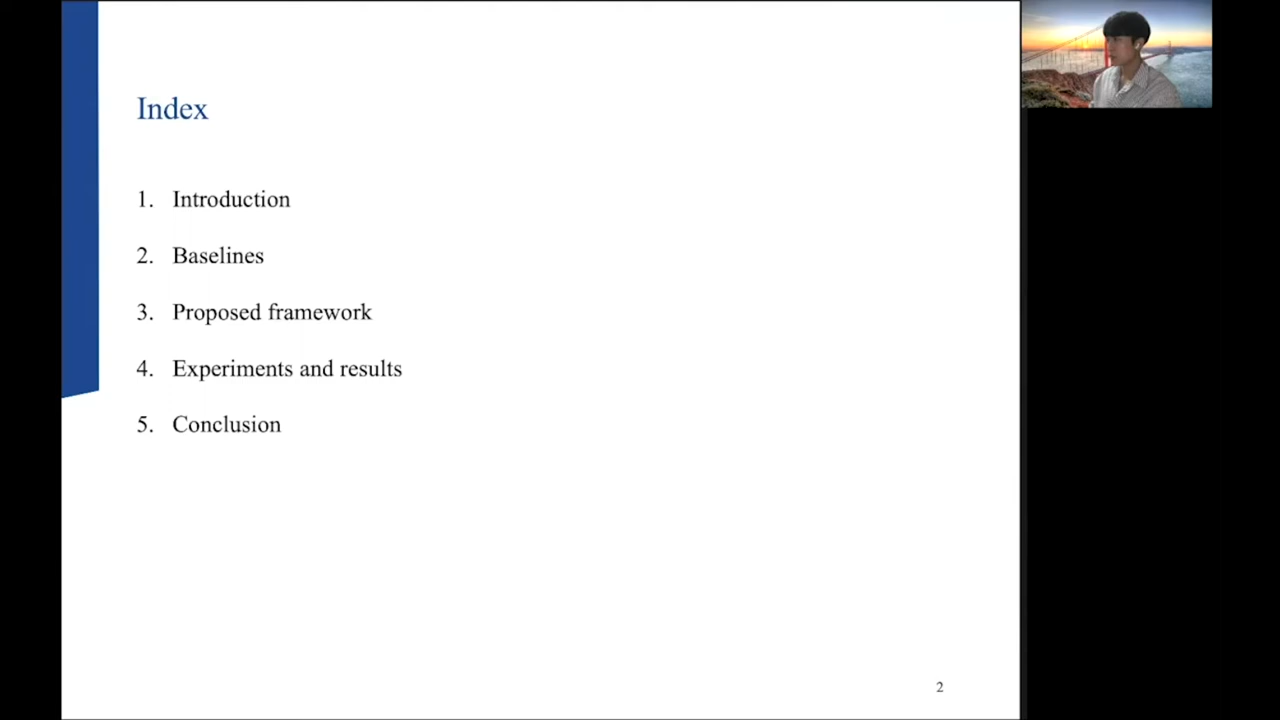 Index
1. Introduction
2. Baselines
3. Proposed framework
4. Experiments and results
5. Conclusion
2